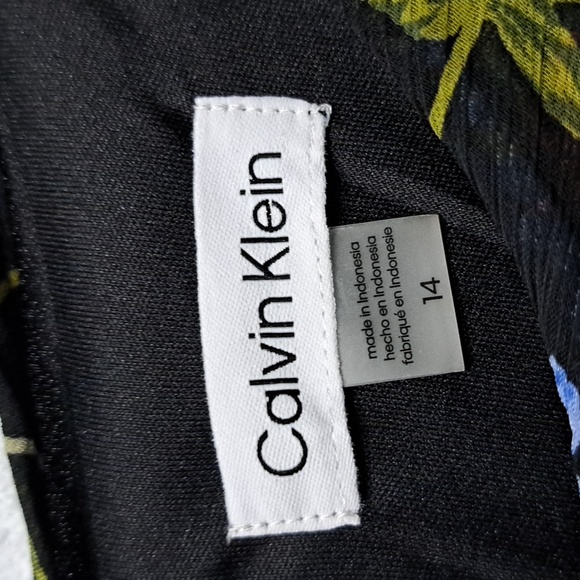 Calvin Klein
made in Indonesia
hecho en Indonesia
fabriqué en Indonesie
14